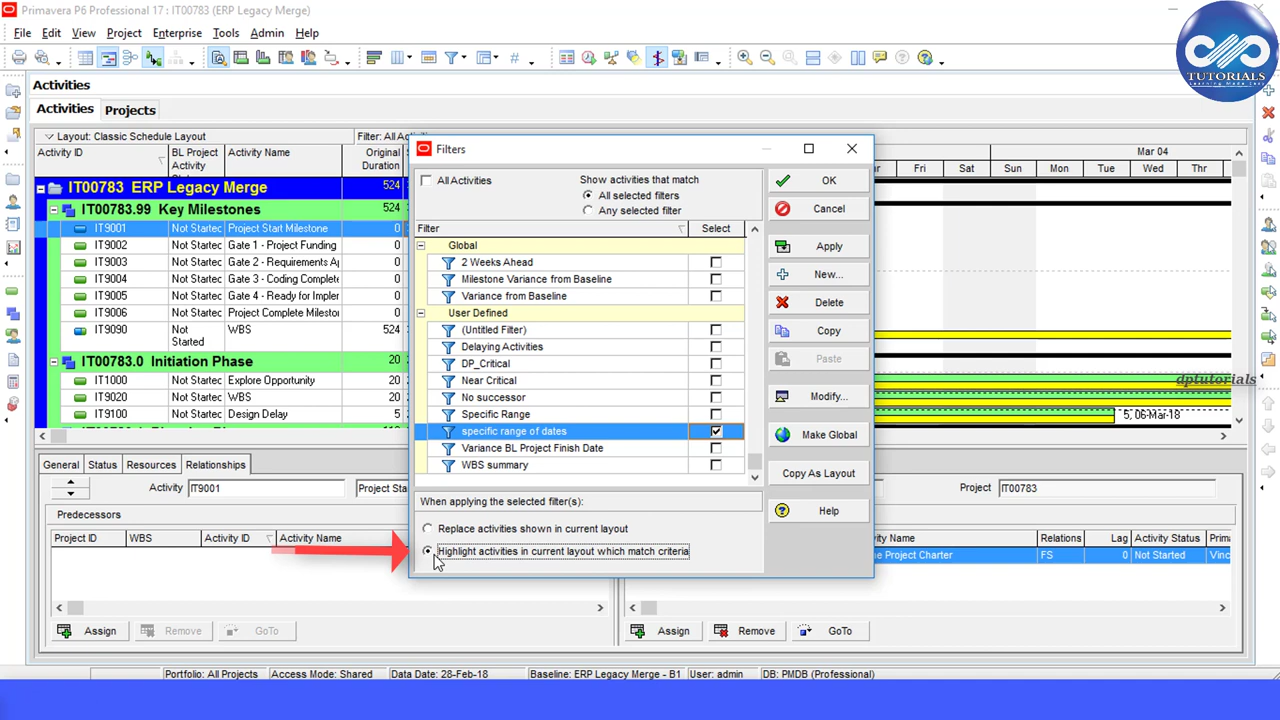 Primavera P6 Professional 17 : IT00783 (ERP Legacy Merge)
File Edit View Project Enterprise Tools Admin Help
TUTORIALS
Activities
Activities Projects
Layout: Classic Schedule Layout Filter: All Activities
Activity ID BL Project Activity Activity Name Original Duration
Mar 04
Fri Sat Sun Mon Tue Wed Thr
IT00783 ERP Legacy Merge 524
IT00783.99 Key Milestones 524
IT9001 Not Started Project Start Milestone 0
IT9002 Not Started Gate 1 - Project Funding 0
IT9003 Not Started Gate 2 - Requirements Ap 0
IT9004 Not Started Gate 3 - Coding Complete 0
IT9005 Not Started Gate 4 - Ready for Impler 0
IT9006 Not Started Project Complete Milestor 0
IT9090 Not Started WBS 524
IT00783.0 Initiation Phase 20
IT1000 Not Started Explore Opportunity 20
IT9020 Not Started WBS 20
IT9100 Not Started Design Delay 5
dptutorials
5, 06-Mar-18
Filters
All Activities
Show activities that match
All selected filters
Any selected filter
Filter Select
Global
2 Weeks Ahead
Milestone Variance from Baseline
Variance from Baseline
User Defined
(Untitled Filter)
Delaying Activities
DP_Critical
Near Critical
No successor
Specific Range
specific range of dates
Variance BL Project Finish Date
WBS summary
When applying the selected filter(s):
Replace activities shown in current layout
Highlight activities in current layout which match criteria
OK
Cancel
Apply
New...
Delete
Copy
Paste
Modify...
Make Global
Copy As Layout
Help
General Status Resources Relationships
Activity IT9001 Project Sta
Project IT00783
Predecessors
Project ID WBS Activity ID Activity Name
y Name Relations Lag Activity Status Prima
ne Project Charter FS 0 Not Started Vinc
Assign Remove GoTo
Assign Remove GoTo
Portfolio: All Projects Access Mode: Shared Data Date: 28-Feb-18 Baseline: ERP Legacy Merge - B1 User: admin DB: PMDB (Professional)